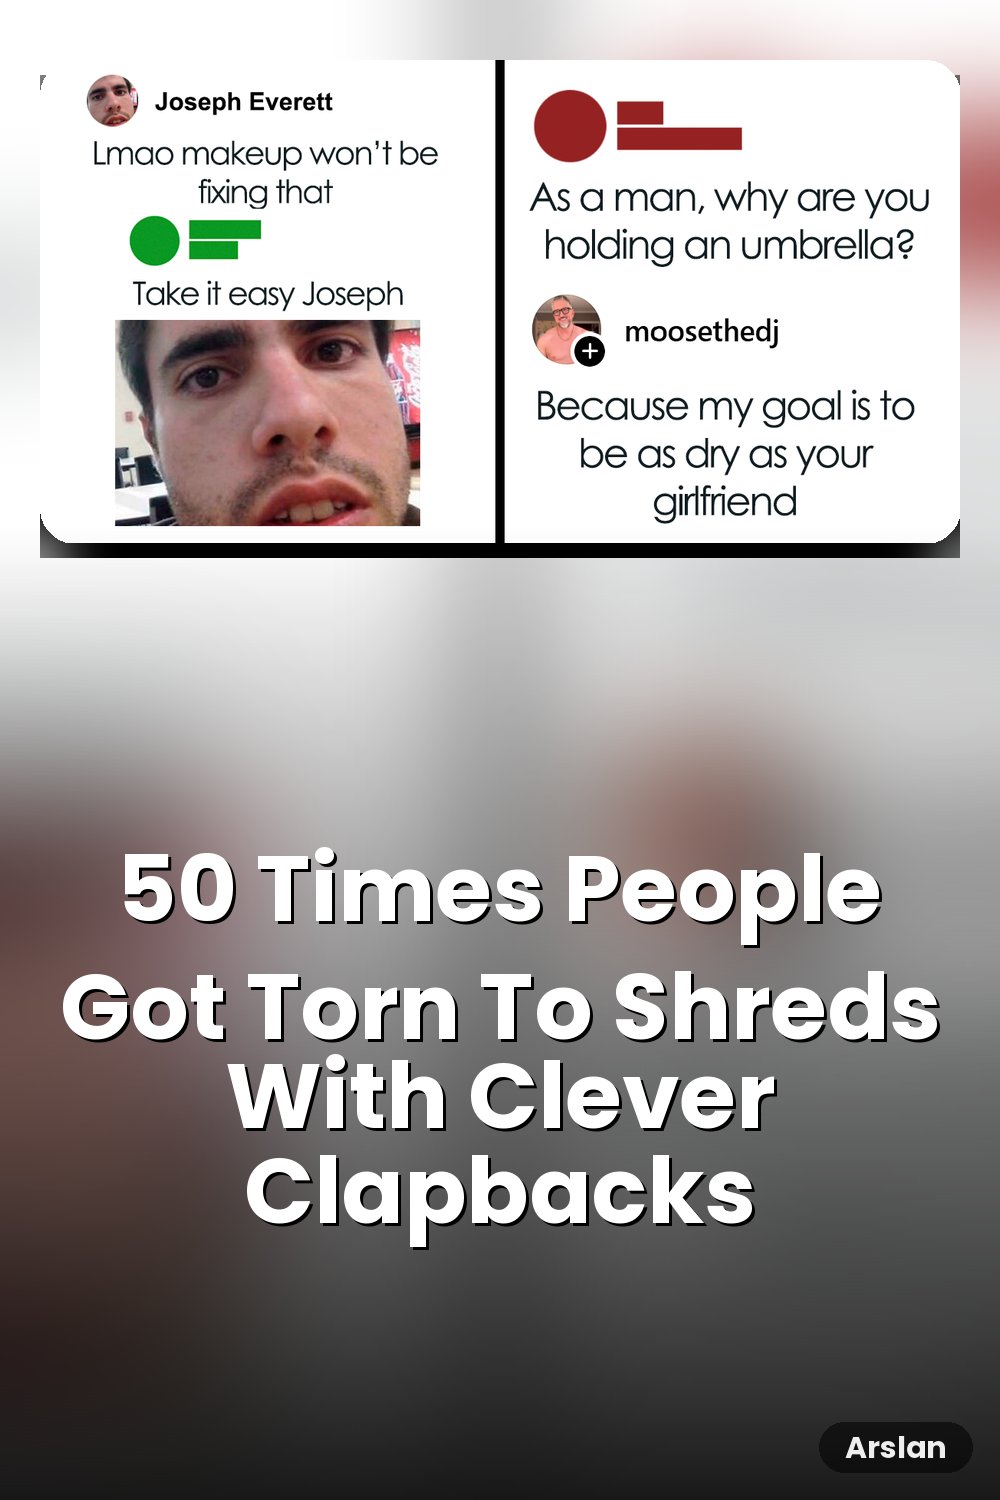 Joseph Everett
Lmao makeup won't be
fixing that
Take it easy Joseph
As a man, why are you
holding an umbrella?
moosethedj
Because my goal is to
be as dry as your
girlfriend
50 Times People
Got Torn To Shreds
With Clever
Clapbacks
Arslan